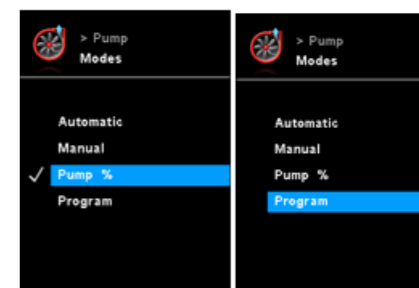 > Pump
Modes
Automatic
Manual
Pump %
Program
> Pump
Modes
Automatic
Manual
Pump %
Program